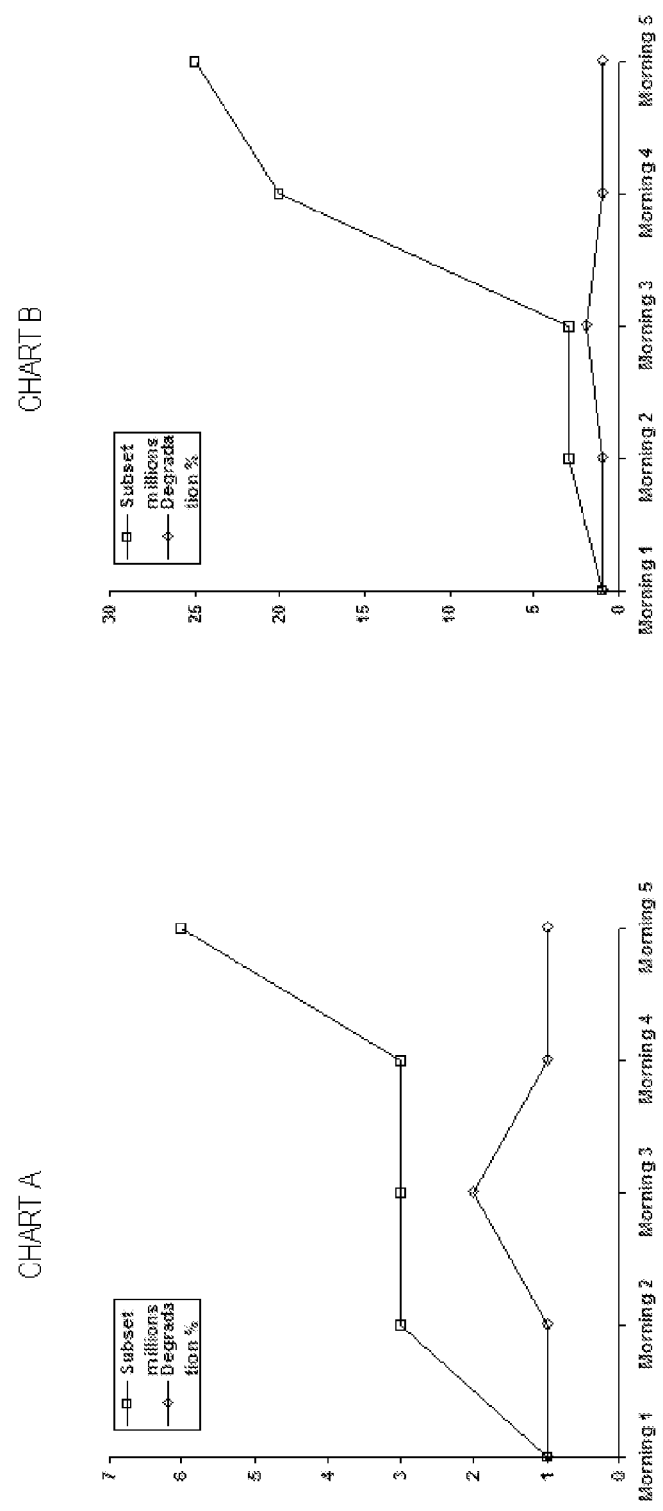 CHART A
7
6
5
4
3
2
1
0
Subset
millions
Degrada
tion %
Morning 1
Morning 2
Morning 3
Morning 4
Morning 5
CHART B
30
25
20
15
10
5
0
Subset
millions
Degrada
tion %
Morning 1
Morning 2
Morning 3
Morning 4
Morning 5